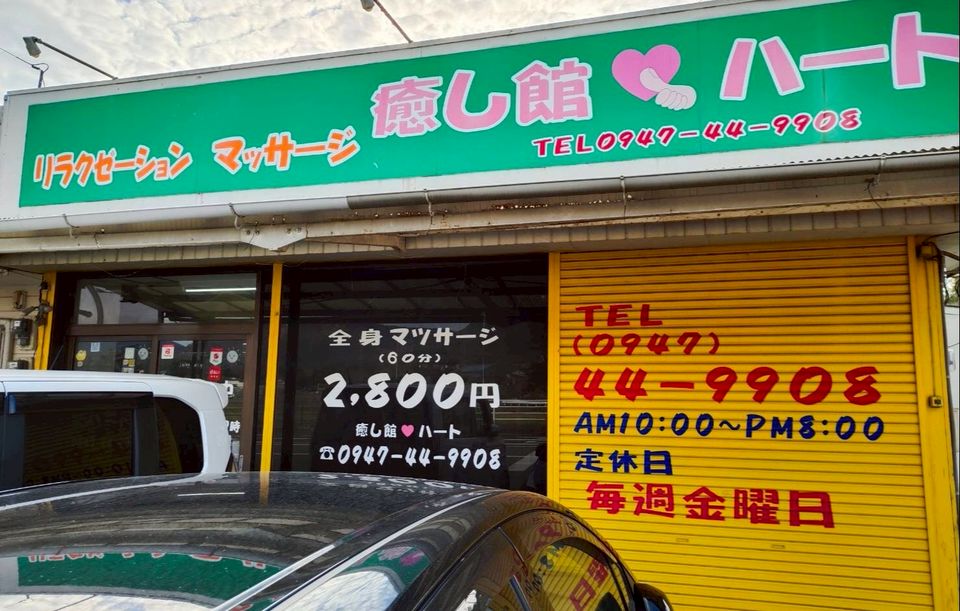 リラクゼーション マッサージ 癒し館 ハート
TEL0947-44-9908
全身マッサージ
(60分)
2,800円
癒し館♥ハート
☎0947-44-9908
TEL
(0947)
44-9908
AM10:00~PM8:00
定休日
毎週金曜日